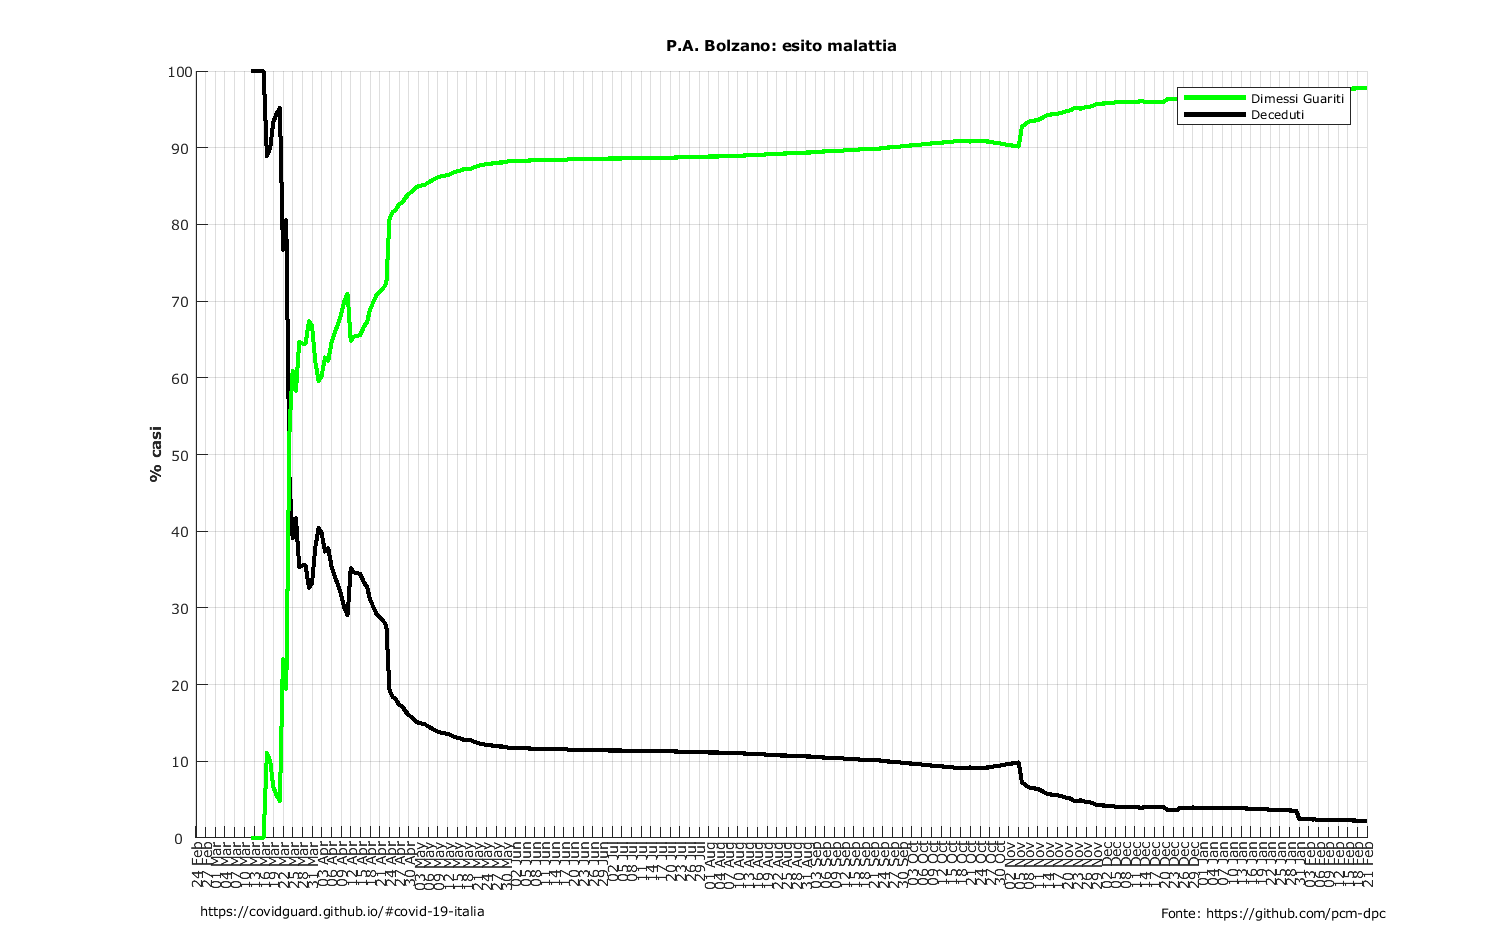 P.A. Bolzano: esito malattia
% casi
100
90
80
70
60
50
40
30
20
10
0
Dimessi Guariti
Deceduti
24 Feb
27 Feb
01 Mar
04 Mar
07 Mar
10 Mar
13 Mar
16 Mar
19 Mar
22 Mar
25 Mar
28 Mar
31 Mar
03 Apr
06 Apr
09 Apr
12 Apr
15 Apr
18 Apr
21 Apr
24 Apr
27 Apr
30 Apr
03 May
06 May
09 May
12 May
15 May
18 May
21 May
24 May
27 May
30 May
02 Jun
05 Jun
08 Jun
11 Jun
14 Jun
17 Jun
20 Jun
23 Jun
26 Jun
29 Jun
02 Jul
05 Jul
08 Jul
11 Jul
14 Jul
17 Jul
20 Jul
23 Jul
26 Jul
29 Jul
01 Aug
04 Aug
07 Aug
10 Aug
13 Aug
16 Aug
19 Aug
22 Aug
25 Aug
28 Aug
31 Aug
03 Sep
06 Sep
09 Sep
12 Sep
15 Sep
18 Sep
21 Sep
24 Sep
27 Sep
30 Sep
03 Oct
06 Oct
09 Oct
12 Oct
15 Oct
18 Oct
21 Oct
24 Oct
27 Oct
30 Oct
02 Nov
05 Nov
08 Nov
11 Nov
14 Nov
17 Nov
20 Nov
23 Nov
26 Nov
29 Nov
02 Dec
05 Dec
08 Dec
11 Dec
14 Dec
17 Dec
20 Dec
23 Dec
26 Dec
29 Dec
01 Jan
04 Jan
07 Jan
10 Jan
13 Jan
16 Jan
19 Jan
22 Jan
25 Jan
28 Jan
31 Jan
03 Feb
06 Feb
09 Feb
12 Feb
15 Feb
18 Feb
21 Feb
https://covidguard.github.io/#covid-19-italia
Fonte: https://github.com/pcm-dpc